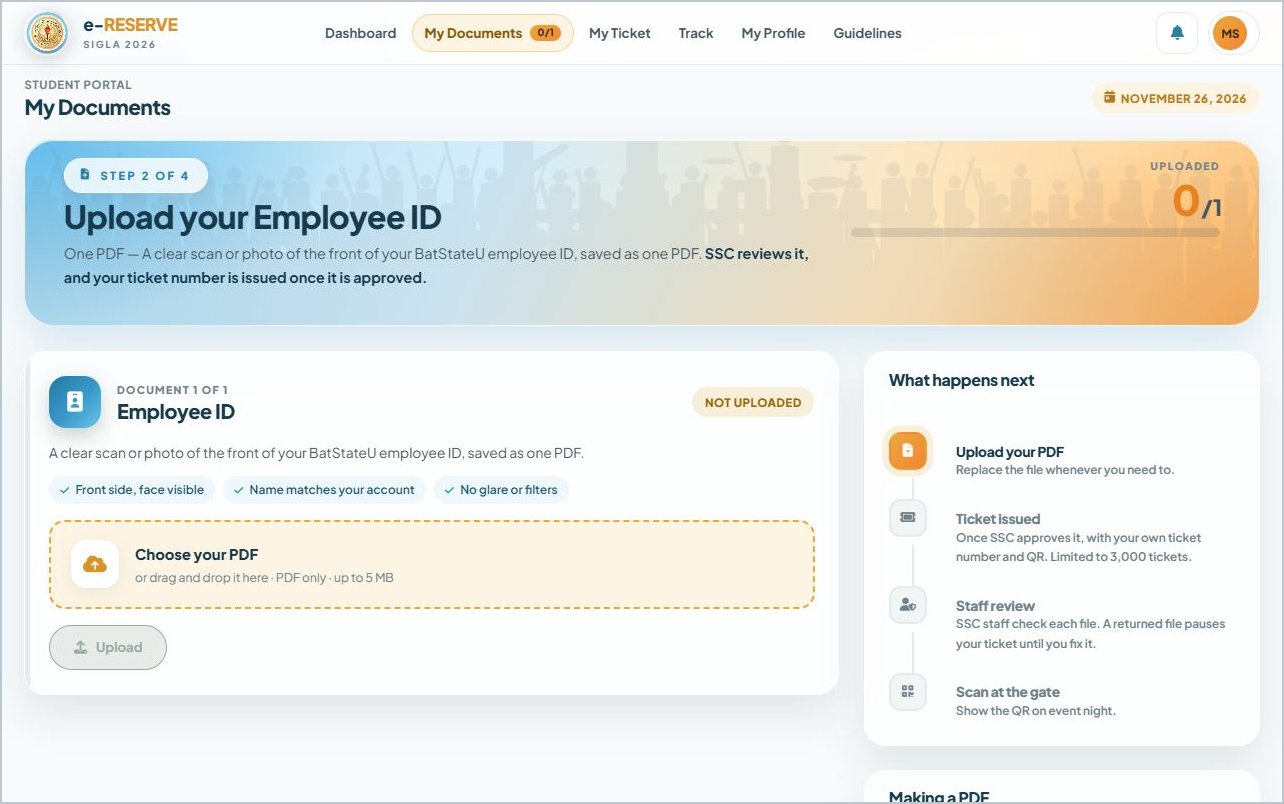 e-RESERVE
SIGLA 2026
Dashboard
My Documents 0/1
My Ticket
Track
My Profile
Guidelines
MS
STUDENT PORTAL
My Documents
NOVEMBER 26, 2026
STEP 2 OF 4
Upload your Employee ID
One PDF — A clear scan or photo of the front of your BatStateU employee ID, saved as one PDF. SSC reviews it,
and your ticket number is issued once it is approved.
UPLOADED
0/1
DOCUMENT 1 OF 1
Employee ID
NOT UPLOADED
A clear scan or photo of the front of your BatStateU employee ID, saved as one PDF.
Front side, face visible
Name matches your account
No glare or filters
Choose your PDF
or drag and drop it here · PDF only · up to 5 MB
Upload
What happens next
Upload your PDF
Replace the file whenever you need to.
Ticket issued
Once SSC approves it, with your own ticket
number and QR. Limited to 3,000 tickets.
Staff review
SSC staff check each file. A returned file pauses
your ticket until you fix it.
Scan at the gate
Show the QR on event night.
Making a PDF